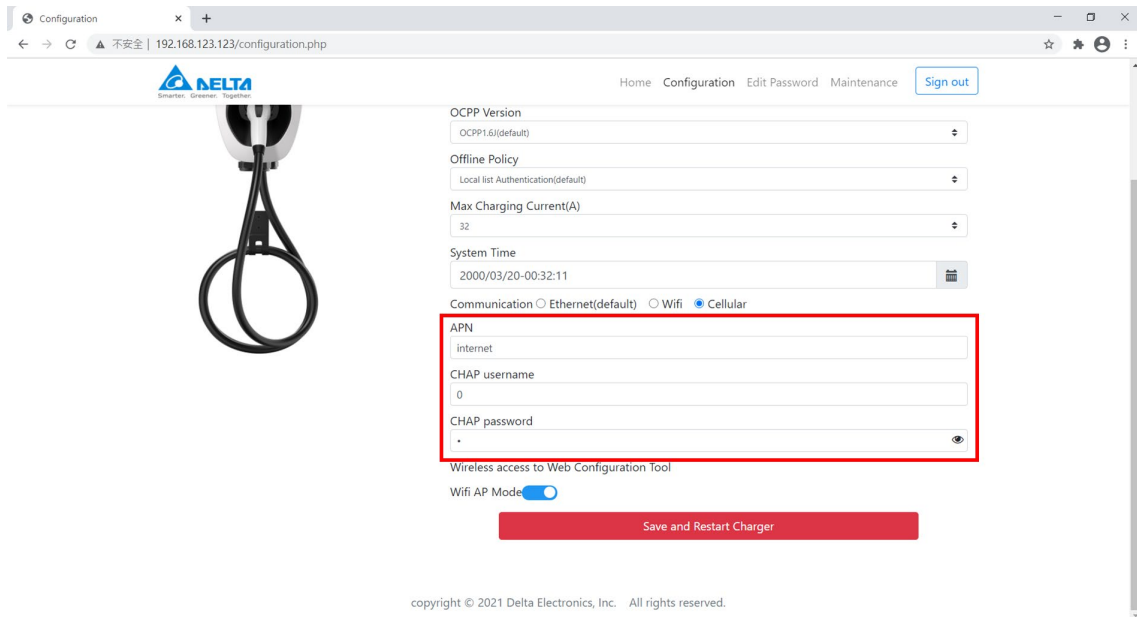 Configuration
不安全 | 192.168.123.123/configuration.php
DELTA
Smarter. Greener. Together.
Home Configuration Edit Password Maintenance Sign out
OCPP Version
OCPP1.6J(default)
Offline Policy
Local list Authentication(default)
Max Charging Current(A)
32
System Time
2000/03/20-00:32:11
Communication Ethernet(default) Wifi Cellular
APN
internet
CHAP username
0
CHAP password
•
Wireless access to Web Configuration Tool
Wifi AP Mode
Save and Restart Charger
copyright © 2021 Delta Electronics, Inc. All rights reserved.